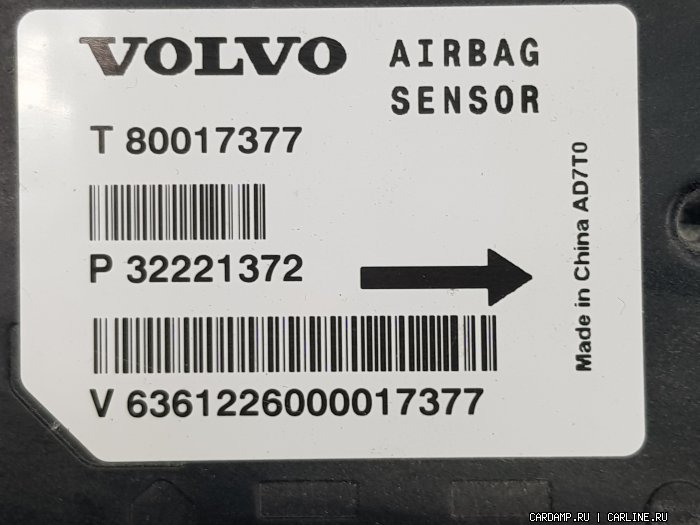 VOLVO AIRBAG
SENSOR
T 80017377
P 32221372
V 6361226000017377
Made in China AD7T0
CARDAMP.RU | CARLINE.RU